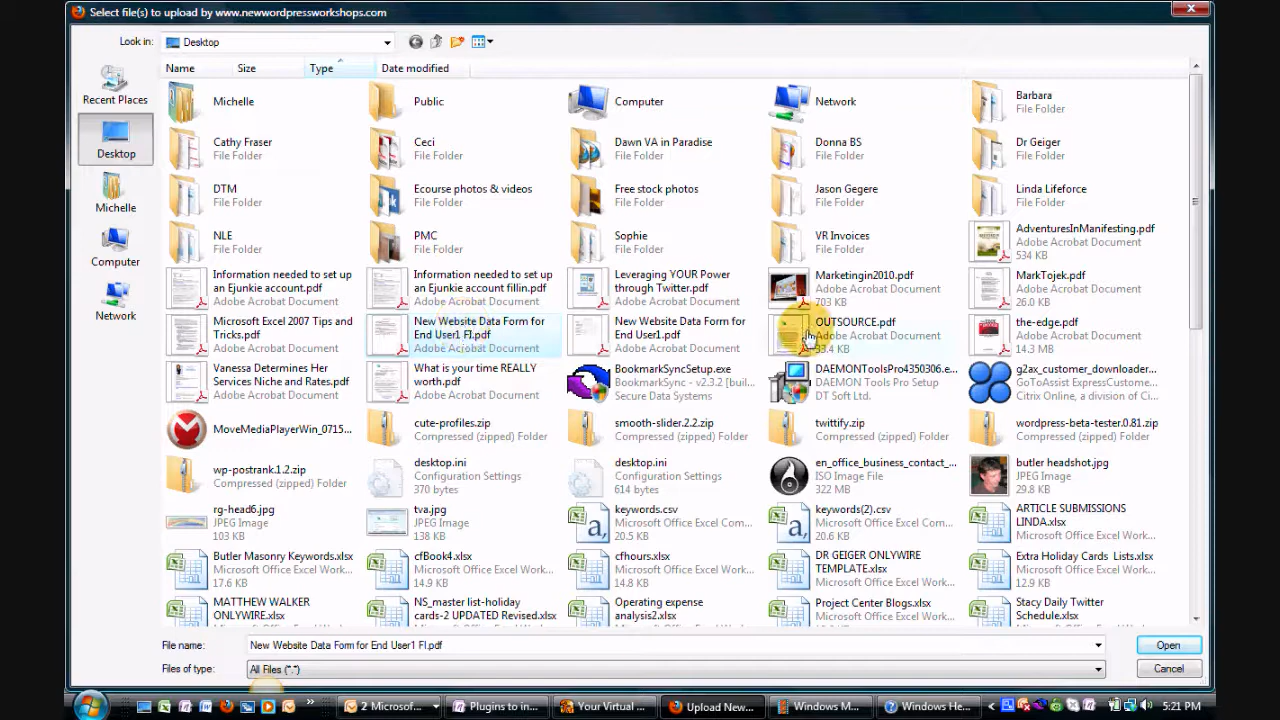 Select file(s) to upload by www.newwordpressworkshops.com
Look in: Desktop
Name Size Type Date modified
Recent Places
Desktop
Michelle
Computer
Network
Michelle Public Computer Network Barbara
File Folder
Cathy Fraser Ceci Dawn VA in Paradise Donna BS Dr Geiger
File Folder File Folder File Folder File Folder File Folder
DTM Ecourse photos & videos Free stock photos Jason Gegere Linda Lifeforce
File Folder File Folder File Folder File Folder File Folder
NLE PMC Sophie VR Invoices AdventuresInManifesting.pdf
File Folder File Folder File Folder File Folder Adobe Acrobat Document
534 KB
Information needed to set up Information needed to set up Leveraging YOUR Power Marketingin2010.pdf MarkTojek.pdf
an Ejunkie account.pdf an Ejunkie account fillin.pdf through Twitter.pdf Adobe Acrobat Document Adobe Acrobat Document
Adobe Acrobat Document Adobe Acrobat Document Adobe Acrobat Document 703 KB 26.0 KB
Microsoft Excel 2007 Tips and New Website Data Form for New Website Data Form for OUTSOURCE.pdf the-edge.pdf
Tricks.pdf End User1 FI.pdf End User1.pdf Adobe Acrobat Document Adobe Acrobat Document
Adobe Acrobat Document Adobe Acrobat Document Adobe Acrobat Document 33.4 KB 14.3 MB
Vanessa Determines Her What is your time REALLY BookmarkSync​Setup.exe DAEMONToolsPro4350306.e... g2ax_customer_downloader...
Services Niche and Rates.pdf worth.pdf BookmarkSync - v2.3.2 [buil... DAEMON Tools Pro Setup GoToAssist ExpressCustome...
Adobe Acrobat Document Adobe Acrobat Document Secure Data Systems DT Soft Ltd. Citrix Online, a division of Ci...
MoveMediaPlayerWin_0715... cute-profiles.zip smooth-slider.2.2.zip twittify.zip wordpress-beta-tester.0.81.zip
Compressed (zipped) Folder Compressed (zipped) Folder Compressed (zipped) Folder Compressed (zipped) Folder
wp-postrank.1.2.zip desktop.ini desktop.ini en_office_business_contact_... butler headshot.jpg
Compressed (zipped) Folder Configuration Settings Configuration Settings ISO Image File JPEG Image
370 bytes 614 bytes 322 MB 29.8 KB
rg-head6.jpg tva.jpg keywords.csv keywords(2).csv ARTICLE SUBMISSIONS
JPEG Image JPEG Image Microsoft Office Excel Com... Microsoft Office Excel Com... LINDA.xlsx
103 KB 138 KB 20.5 KB 20.6 KB Microsoft Office Excel Work...
Butler Masonry Keywords.xlsx cfBook4.xlsx cfhours.xlsx DR GEIGER ONLYWIRE Extra Holiday Cards Lists.xlsx
Microsoft Office Excel Work... Microsoft Office Excel Work... Microsoft Office Excel Work... TEMPLATE.xlsx Microsoft Office Excel Work...
17.6 KB 14.9 KB 14.8 KB Microsoft Office Excel Work... 12.9 KB
MATTHEW WALKER NS_master list-holiday Operating expense Project Center Blogs.xlsx Stacy Daily Twitter
ONLYWIRE.xlsx cards-2 UPDATED Revised.xlsx analysis2.xlsx Microsoft Office Excel Work... Schedule.xlsx
File name: New Website Data Form for End User1 FI.pdf Open
Files of type: All Files (*.*) Cancel
2 Microsof... Plugins to in... Your Virtual ... Upload New... Windows M... Windows He... 5:21 PM